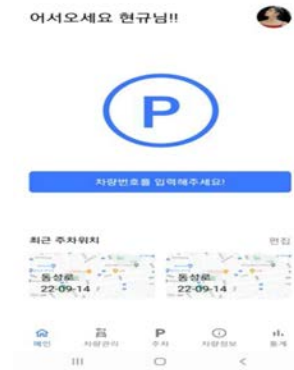 어서오세요 현규님!!
P
차량번호를 입력해주세요!
최근 주차위치 편집
동성로 동성로
22-09-14 22-09-14
P
메인 차량관리 주차 차량정보 통계